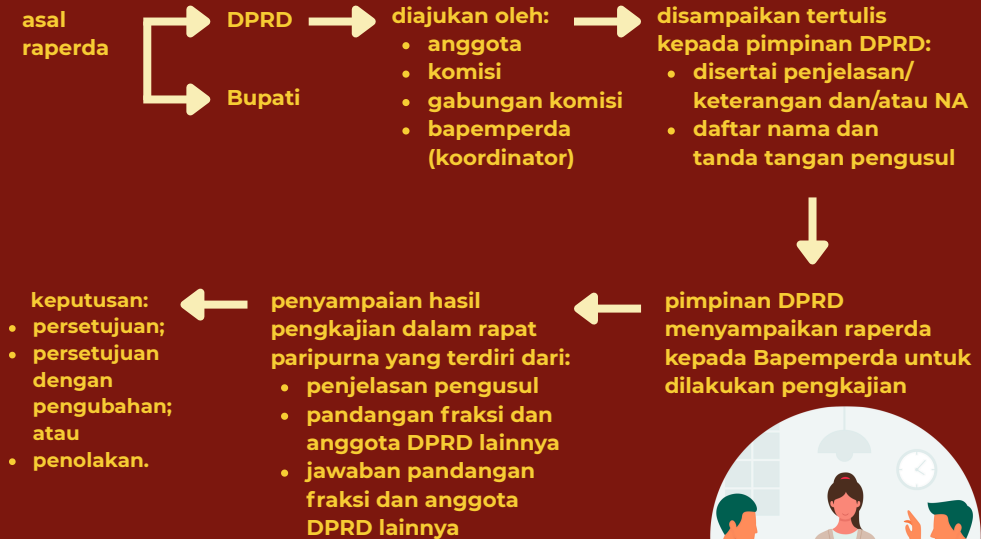 asal
raperda
DPRD
Bupati
diajukan oleh:
• anggota
• komisi
• gabungan komisi
• bapemperda
(koordinator)
disampaikan tertulis
kepada pimpinan DPRD:
• disertai penjelasan/
keterangan dan/atau NA
• daftar nama dan
tanda tangan pengusul
pimpinan DPRD
menyampaikan raperda
kepada Bapemperda untuk
dilakukan pengkajian
penyampaian hasil
pengkajian dalam rapat
paripurna yang terdiri dari:
• penjelasan pengusul
• pandangan fraksi dan
anggota DPRD lainnya
• jawaban pandangan
fraksi dan anggota
DPRD lainnya
keputusan:
• persetujuan;
• persetujuan
dengan
pengubahan;
atau
• penolakan.